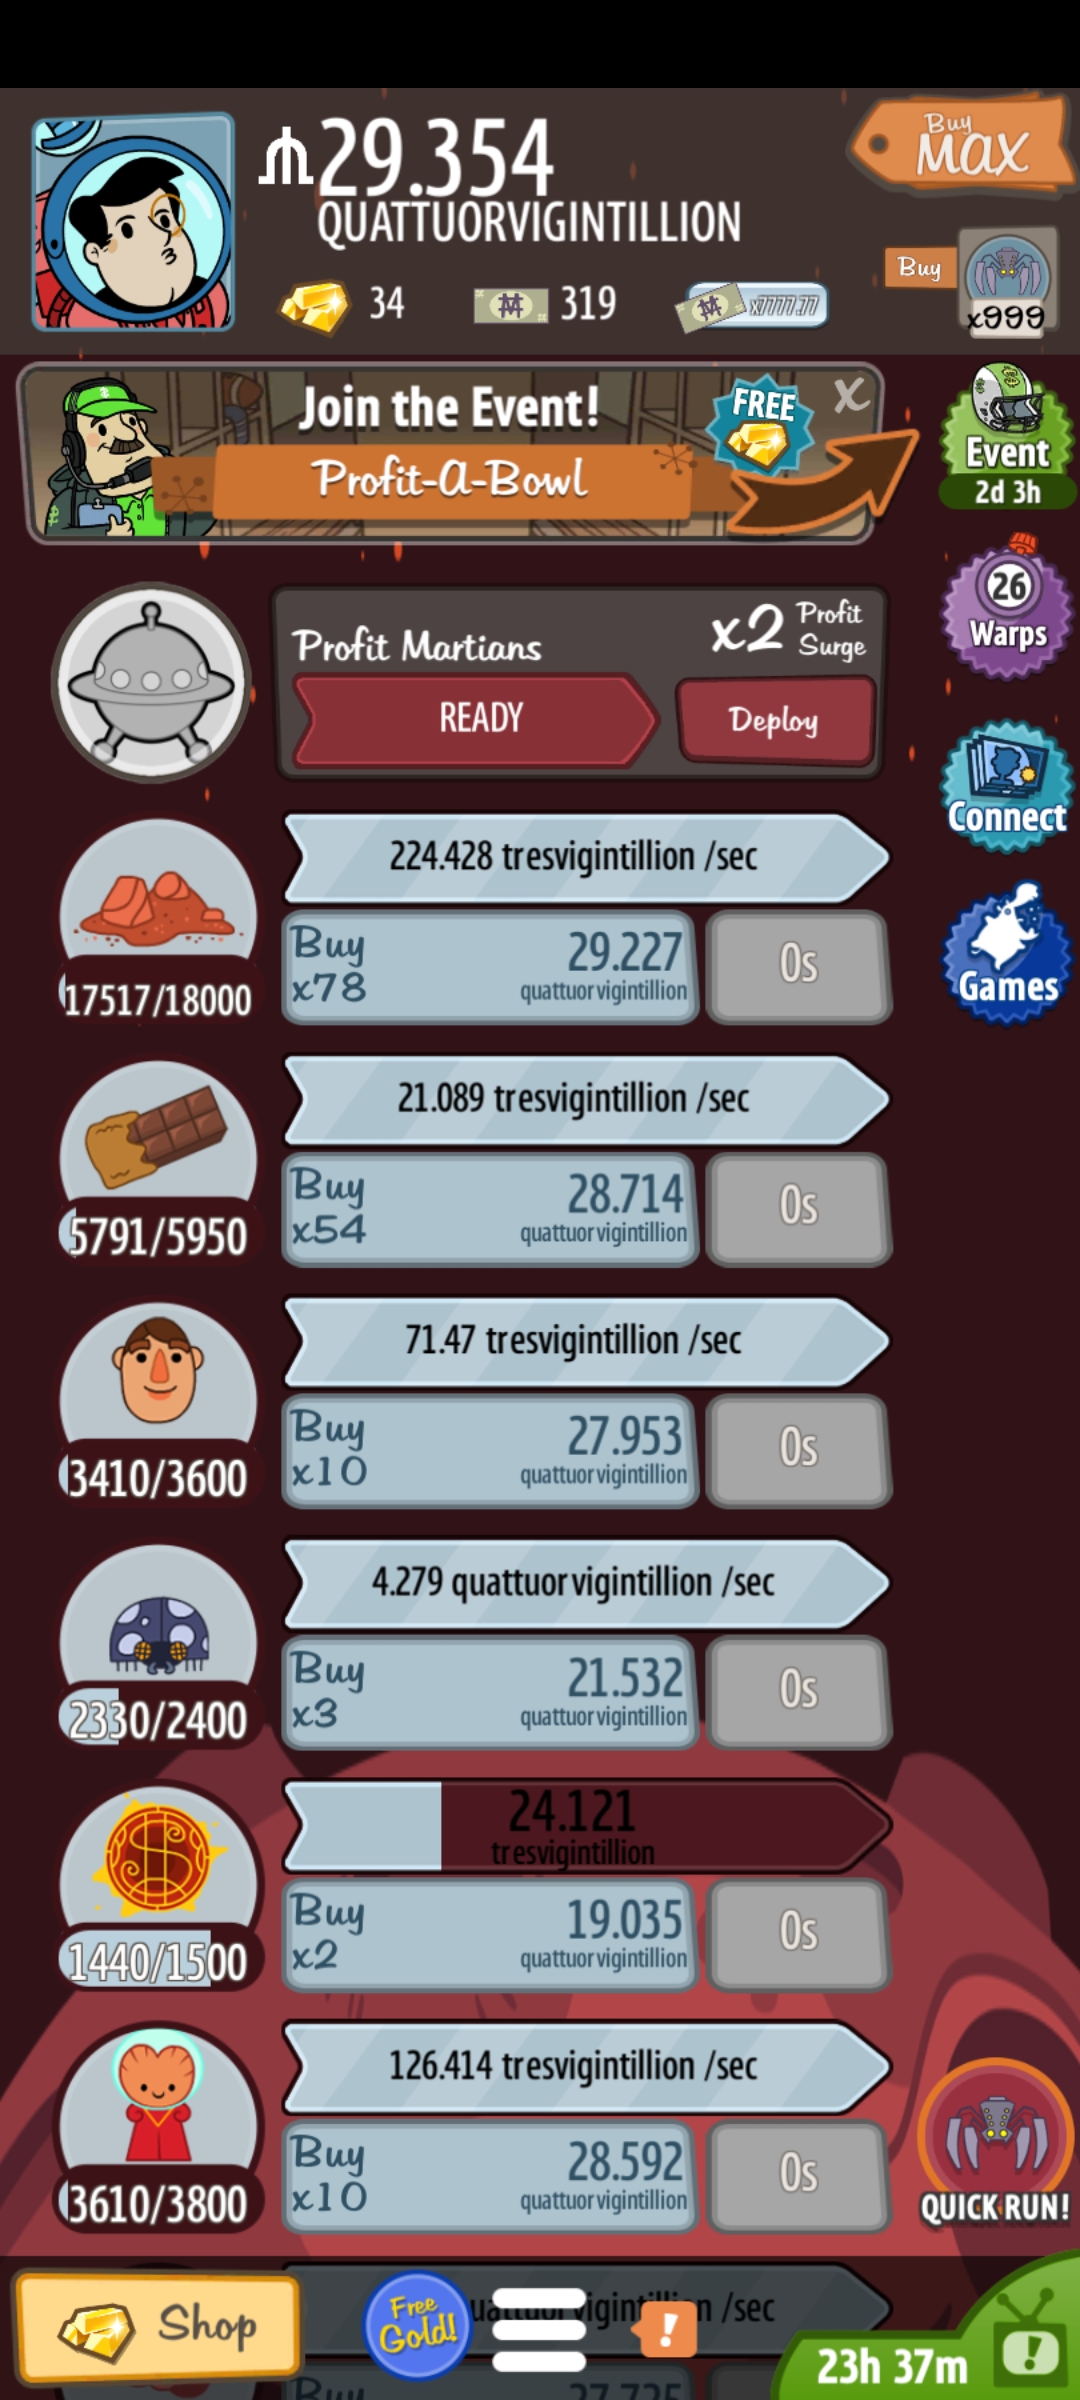 29.354
QUATTUORVIGINTILLION
Buy
MAX
34
319
x7777.77
Buy
x999
Join the Event!
FREE
X
Profit-A-Bowl
Event
2d 3h
Profit Martians
x2 Profit Surge
READY
Deploy
26
Warps
224.428 tresvigintillion /sec
Connect
Buy
x78
29.227
quattuorvigintillion
0s
17517/18000
Games
21.089 tresvigintillion /sec
Buy
x54
28.714
quattuorvigintillion
0s
5791/5950
71.47 tresvigintillion /sec
Buy
x10
27.953
quattuorvigintillion
0s
3410/3600
4.279 quattuorvigintillion /sec
Buy
x3
21.532
quattuorvigintillion
0s
2330/2400
24.121
tresvigintillion
Buy
x2
19.035
quattuorvigintillion
0s
1440/1500
126.414 tresvigintillion /sec
Buy
x10
28.592
quattuorvigintillion
0s
3610/3800
QUICK RUN!
Shop
Free
Gold!
/sec
!
23h 37m
!
Buy
27.725